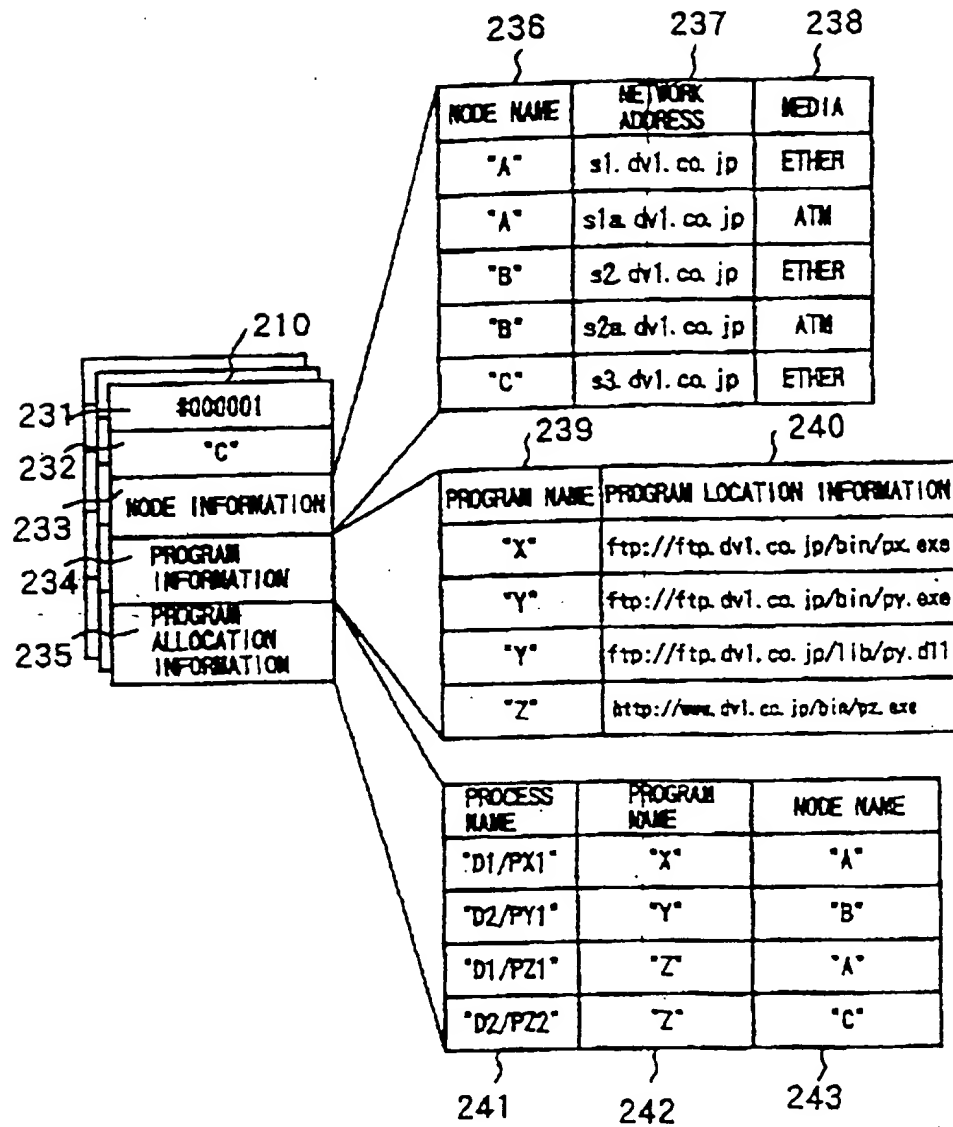 236 237 238
NODE NAME NETWORK ADDRESS MEDIA
"A" s1.dv1.co.jp ETHER
"A" s1a.dv1.co.jp ATM
"B" s2.dv1.co.jp ETHER
"B" s2a.dv1.co.jp ATM
"C" s3.dv1.co.jp ETHER
210
231 #000001
232 "C"
233 NODE INFORMATION
234 PROGRAM INFORMATION
235 PROGRAM ALLOCATION INFORMATION
239 240
PROGRAM NAME PROGRAM LOCATION INFORMATION
"X" ftp://ftp.dv1.co.jp/bin/px.exe
"Y" ftp://ftp.dv1.co.jp/bin/py.exe
"Y" ftp://ftp.dv1.co.jp/lib/py.dll
"Z" http://www.dv1.co.jp/bin/pz.exe
PROCESS NAME PROGRAM NAME NODE NAME
"D1/PX1" "X" "A"
"D2/PY1" "Y" "B"
"D1/PZ1" "Z" "A"
"D2/PZ2" "Z" "C"
241 242 243